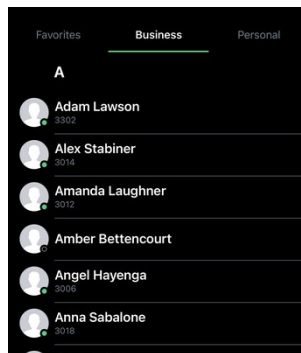 Favorites Business Personal
A
Adam Lawson
3302
Alex Stabiner
3014
Amanda Laughner
3012
Amber Bettencourt
Angel Hayenga
3006
Anna Sabalone
3018